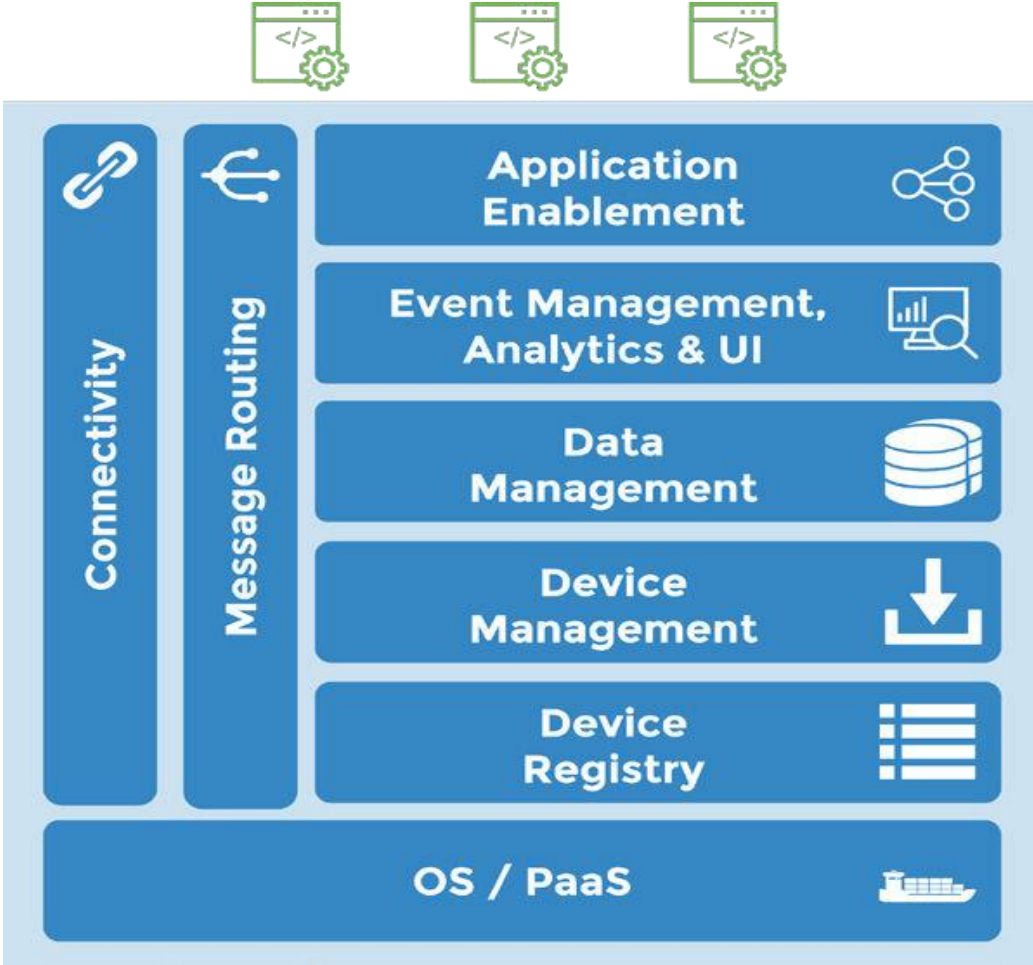 </>
</>
</>
Connectivity
Message Routing
Application
Enablement
Event Management,
Analytics & UI
Data
Management
Device
Management
Device
Registry
OS / PaaS